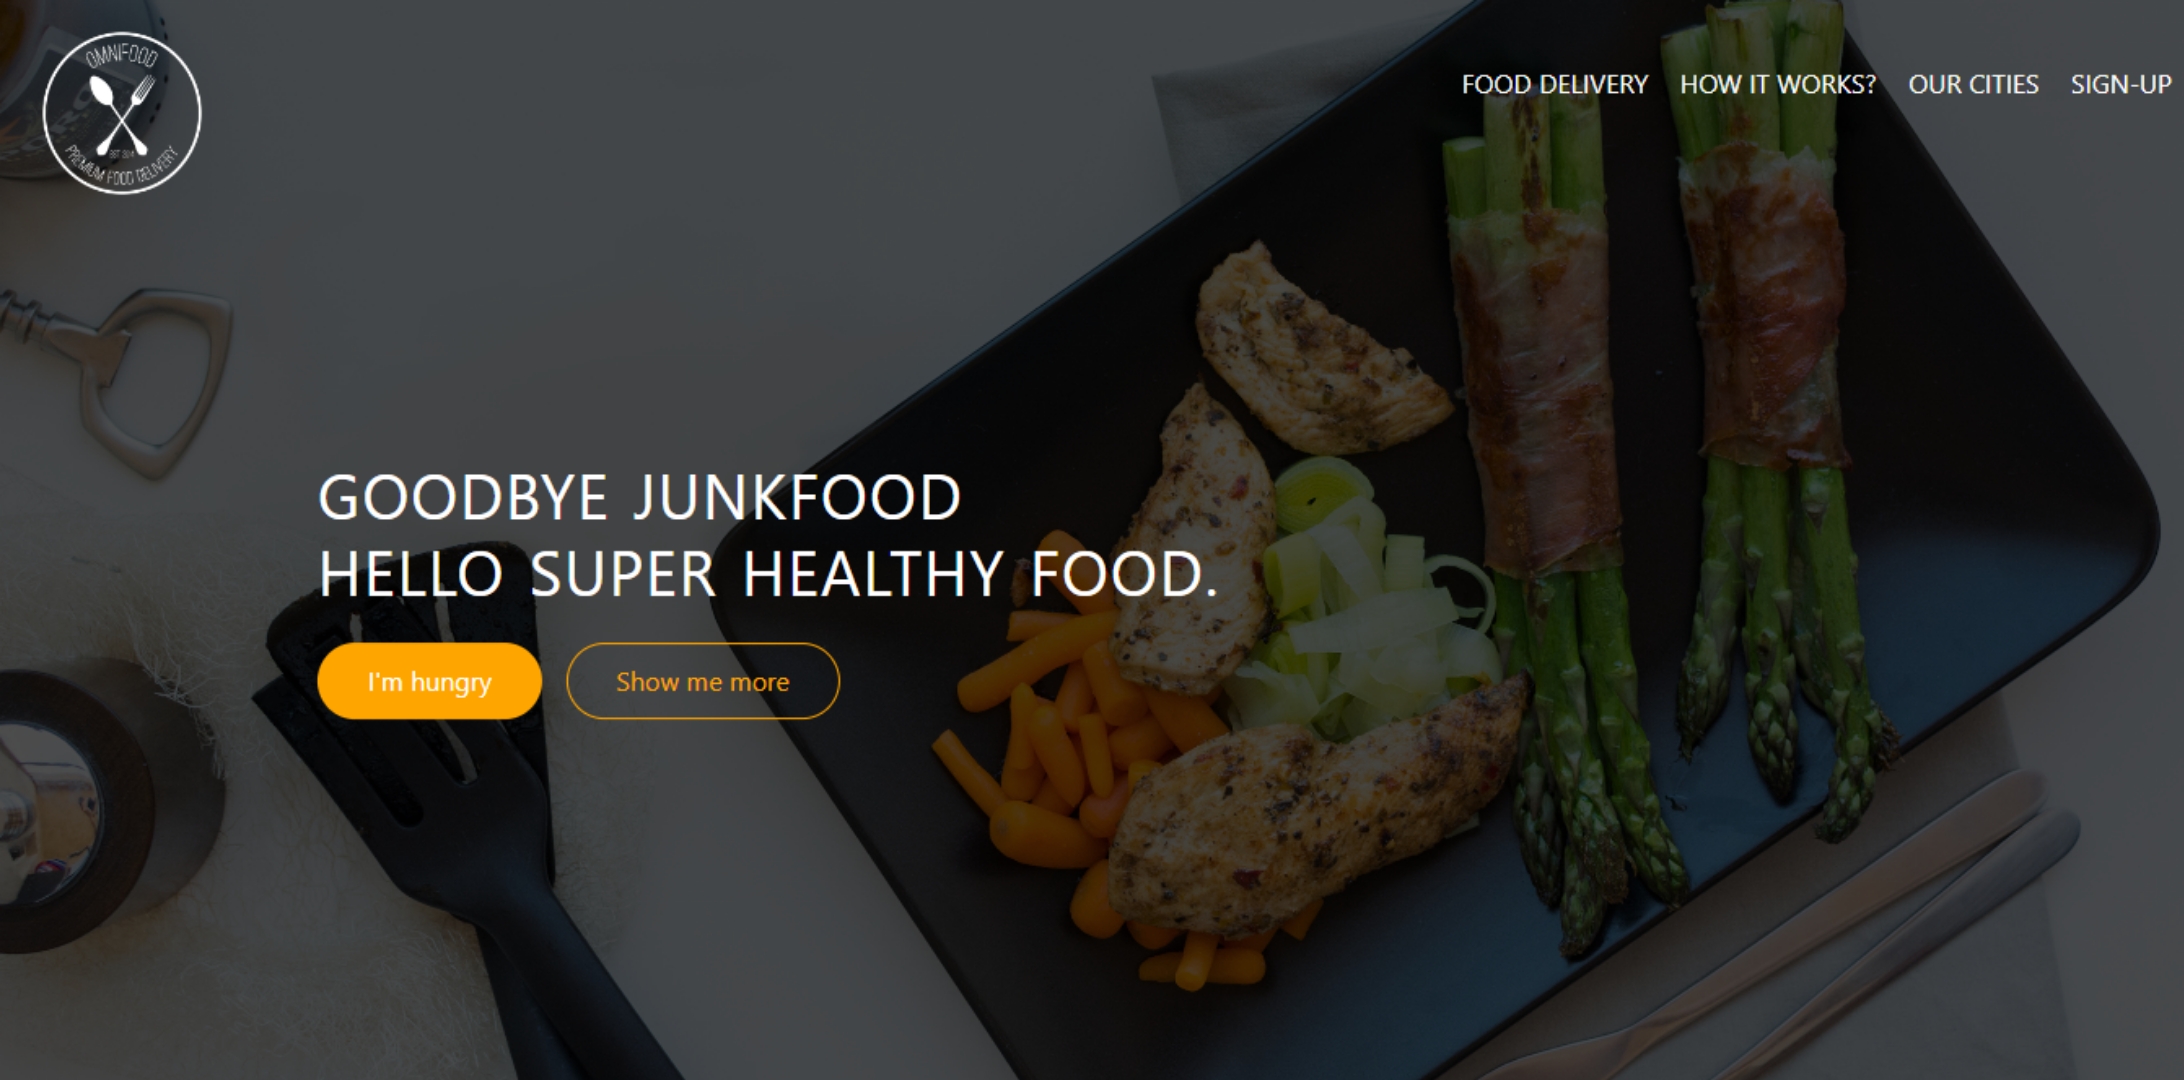 OMNIFOOD
EST 2014
PREMIUM FOOD DELIVERY
FOOD DELIVERY HOW IT WORKS? OUR CITIES SIGN-UP
GOODBYE JUNKFOOD
HELLO SUPER HEALTHY FOOD.
I'm hungry Show me more